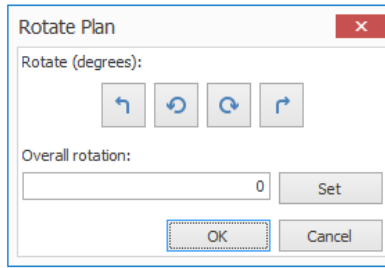 Rotate Plan
Rotate (degrees):
Overall rotation:
0 Set
OK Cancel